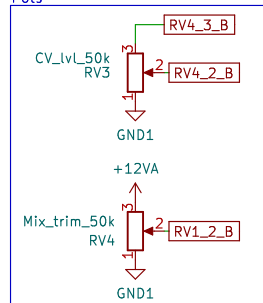 Pots
RV4_3_B
3
CV_lvl_50k
RV3
2
RV4_2_B
1
GND1
+12VA
3
Mix_trim_50k
RV4
2
RV1_2_B
1
GND1